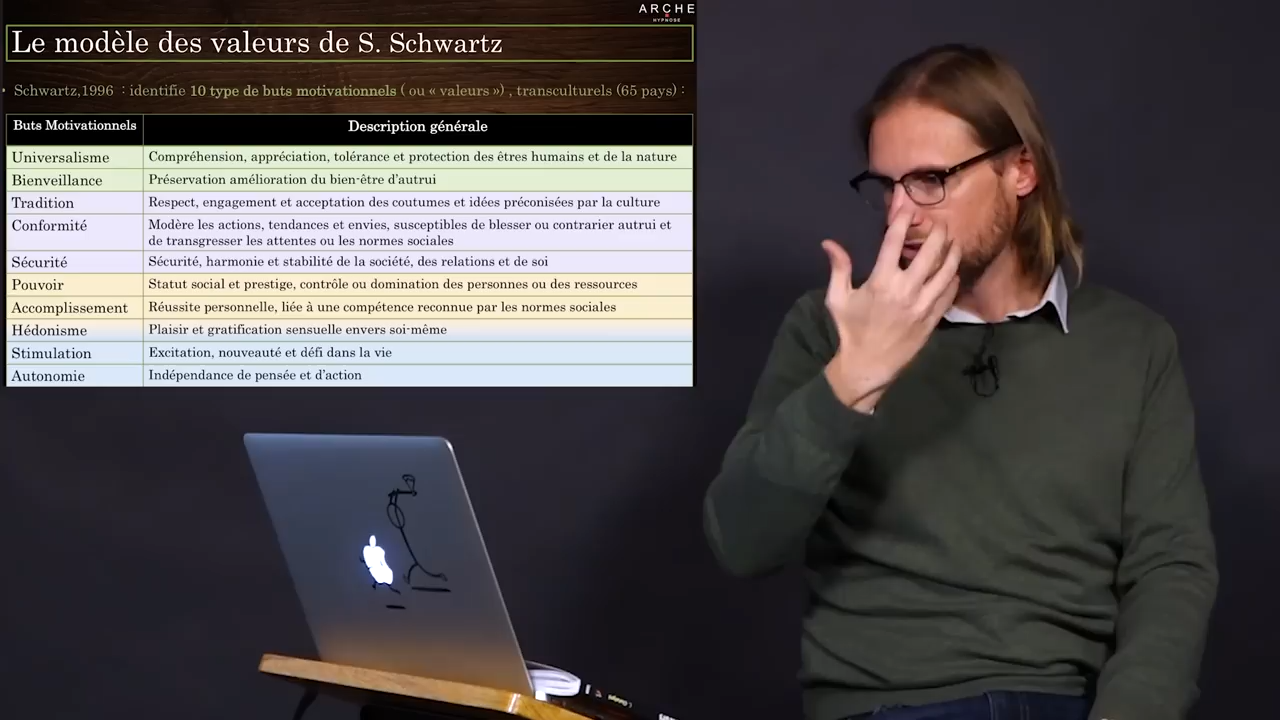 ARCHE
HYPNOSE
Le modèle des valeurs de S. Schwartz
• Schwartz,1996 : identifie 10 type de buts motivationnels ( ou « valeurs ») , transculturels (65 pays) :
Buts Motivationnels Description générale
Universalisme Compréhension, appréciation, tolérance et protection des êtres humains et de la nature
Bienveillance Préservation amélioration du bien-être d'autrui
Tradition Respect, engagement et acceptation des coutumes et idées préconisées par la culture
Conformité Modère les actions, tendances et envies, susceptibles de blesser ou contrarier autrui et
de transgresser les attentes ou les normes sociales
Sécurité Sécurité, harmonie et stabilité de la société, des relations et de soi
Pouvoir Statut social et prestige, contrôle ou domination des personnes ou des ressources
Accomplissement Réussite personnelle, liée à une compétence reconnue par les normes sociales
Hédonisme Plaisir et gratification sensuelle envers soi-même
Stimulation Excitation, nouveauté et défi dans la vie
Autonomie Indépendance de pensée et d'action